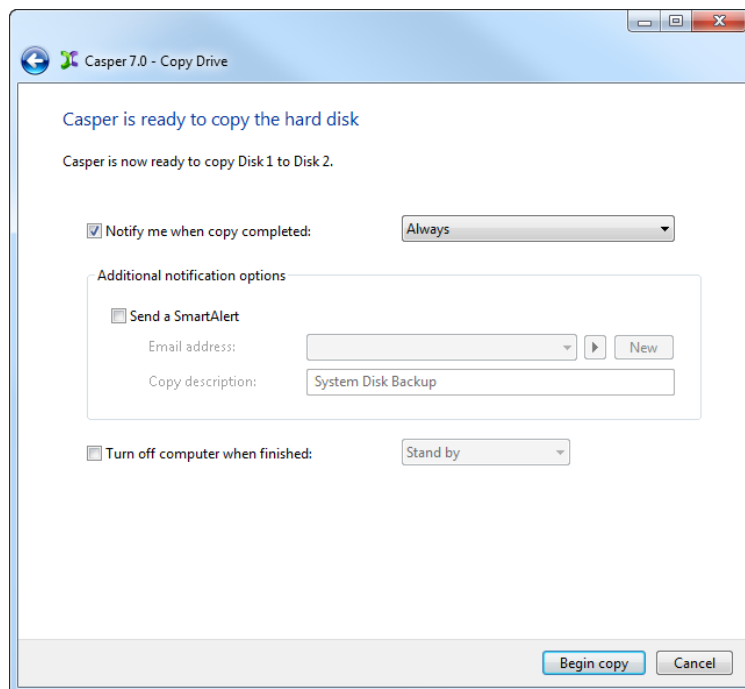 Casper 7.0 - Copy Drive
Casper is ready to copy the hard disk
Casper is now ready to copy Disk 1 to Disk 2.
Notify me when copy completed: Always
Additional notification options
Send a SmartAlert
Email address: New
Copy description: System Disk Backup
Turn off computer when finished: Stand by
Begin copy Cancel